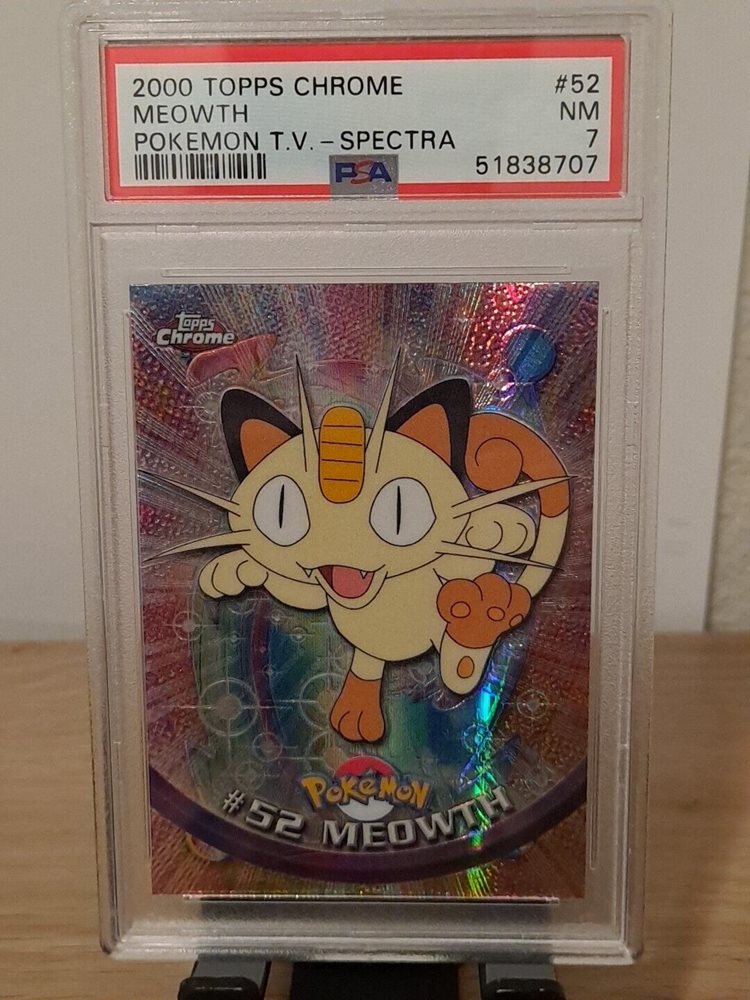 2000 TOPPS CHROME #52
MEOWTH NM
POKEMON T.V.-SPECTRA 7
PSA 51838707
Topps
Chrome
POKéMON
#52 MEOWTH